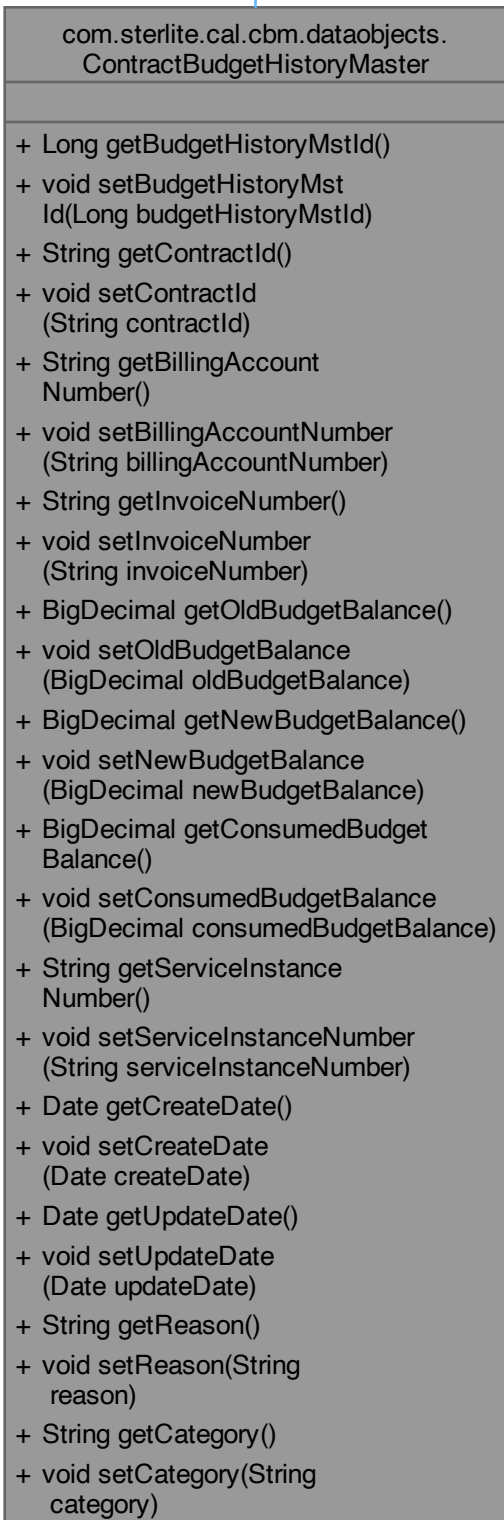 com.sterlite.cal.cbm.dataobjects.
ContractBudgetHistoryMaster
+ Long getBudgetHistoryMstId()
+ void setBudgetHistoryMst
Id(Long budgetHistoryMstId)
+ String getContractId()
+ void setContractId
(String contractId)
+ String getBillingAccount
Number()
+ void setBillingAccountNumber
(String billingAccountNumber)
+ String getInvoiceNumber()
+ void setInvoiceNumber
(String invoiceNumber)
+ BigDecimal getOldBudgetBalance()
+ void setOldBudgetBalance
(BigDecimal oldBudgetBalance)
+ BigDecimal getNewBudgetBalance()
+ void setNewBudgetBalance
(BigDecimal newBudgetBalance)
+ BigDecimal getConsumedBudget
Balance()
+ void setConsumedBudgetBalance
(BigDecimal consumedBudgetBalance)
+ String getServiceInstance
Number()
+ void setServiceInstanceNumber
(String serviceInstanceNumber)
+ Date getCreateDate()
+ void setCreateDate
(Date createDate)
+ Date getUpdateDate()
+ void setUpdateDate
(Date updateDate)
+ String getReason()
+ void setReason(String
reason)
+ String getCategory()
+ void setCategory(String
category)